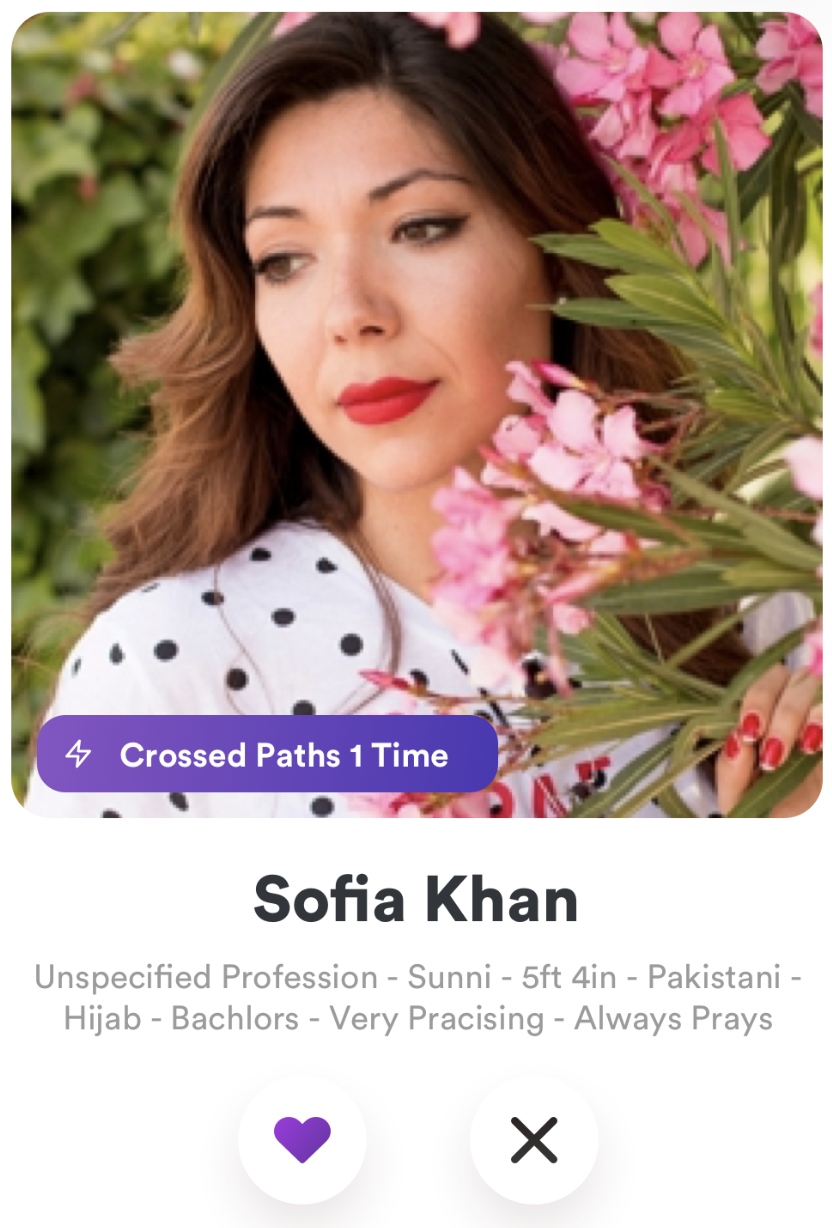 Crossed Paths 1 Time
Sofia Khan
Unspecified Profession - Sunni - 5ft 4in - Pakistani -
Hijab - Bachlors - Very Pracising - Always Prays